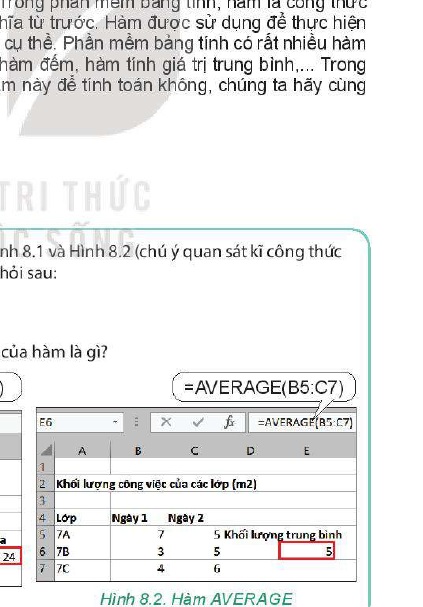 Trong phần mềm bảng tính, hàm là công thức
hĩa từ trước. Hàm được sử dụng để thực hiện
cụ thể. Phần mềm bảng tính có rất nhiều hàm
hàm đếm, hàm tính giá trị trung bình,... Trong
m này để tính toán không, chúng ta hãy cùng
TRI THỨC
ỘC SỐNG
nh 8.1 và Hình 8.2 (chú ý quan sát kĩ công thức
hỏi sau:
của hàm là gì?
) =AVERAGE(B5:C7)
E6 fx =AVERAGE(B5:C7)
A B C D E
1
2 Khối lượng công việc của các lớp (m2)
3
4 Lớp Ngày 1 Ngày 2
a 5 7A 7 5 Khối lượng trung bình
24 6 7B 3 5 5
7 7C 4 6
Hình 8.2. Hàm AVERAGE